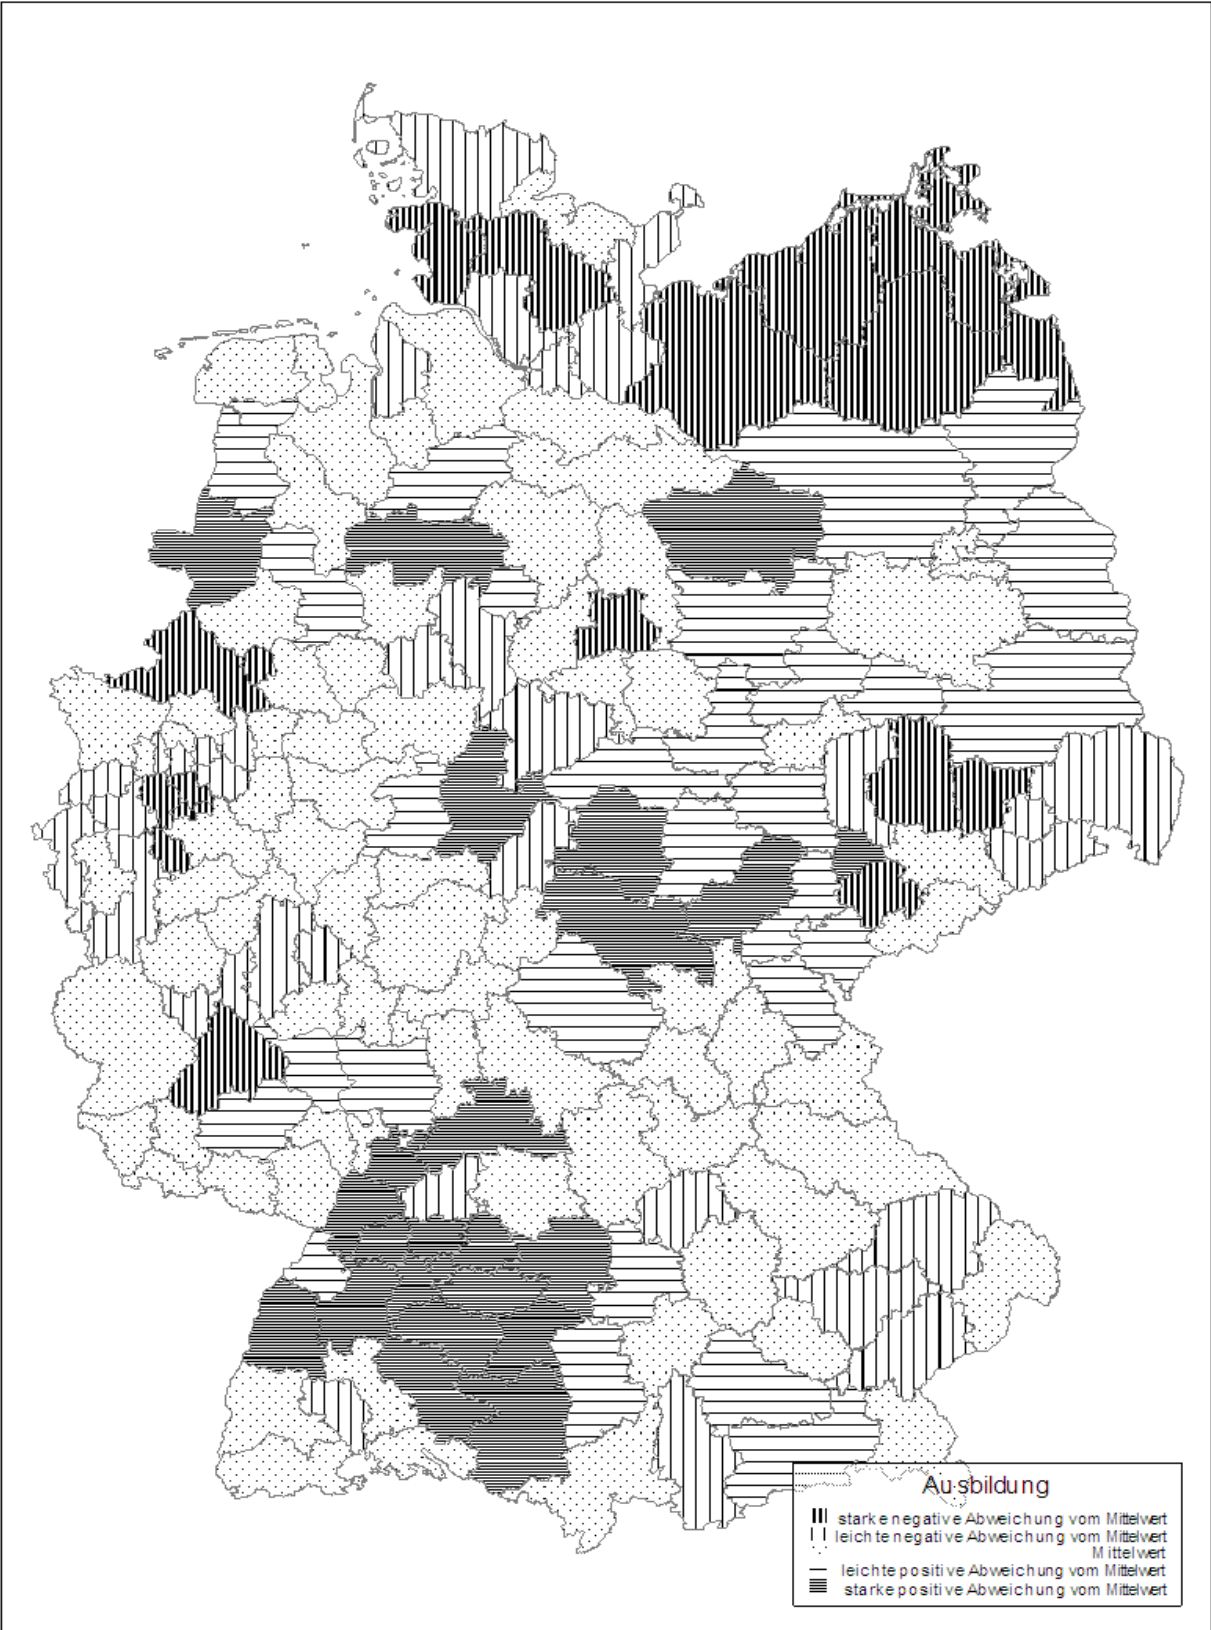 Ausbildung
starke negative Abweichung vom Mittelwert
leichte negative Abweichung vom Mittelwert
Mittelwert
leichte positive Abweichung vom Mittelwert
starke positive Abweichung vom Mittelwert